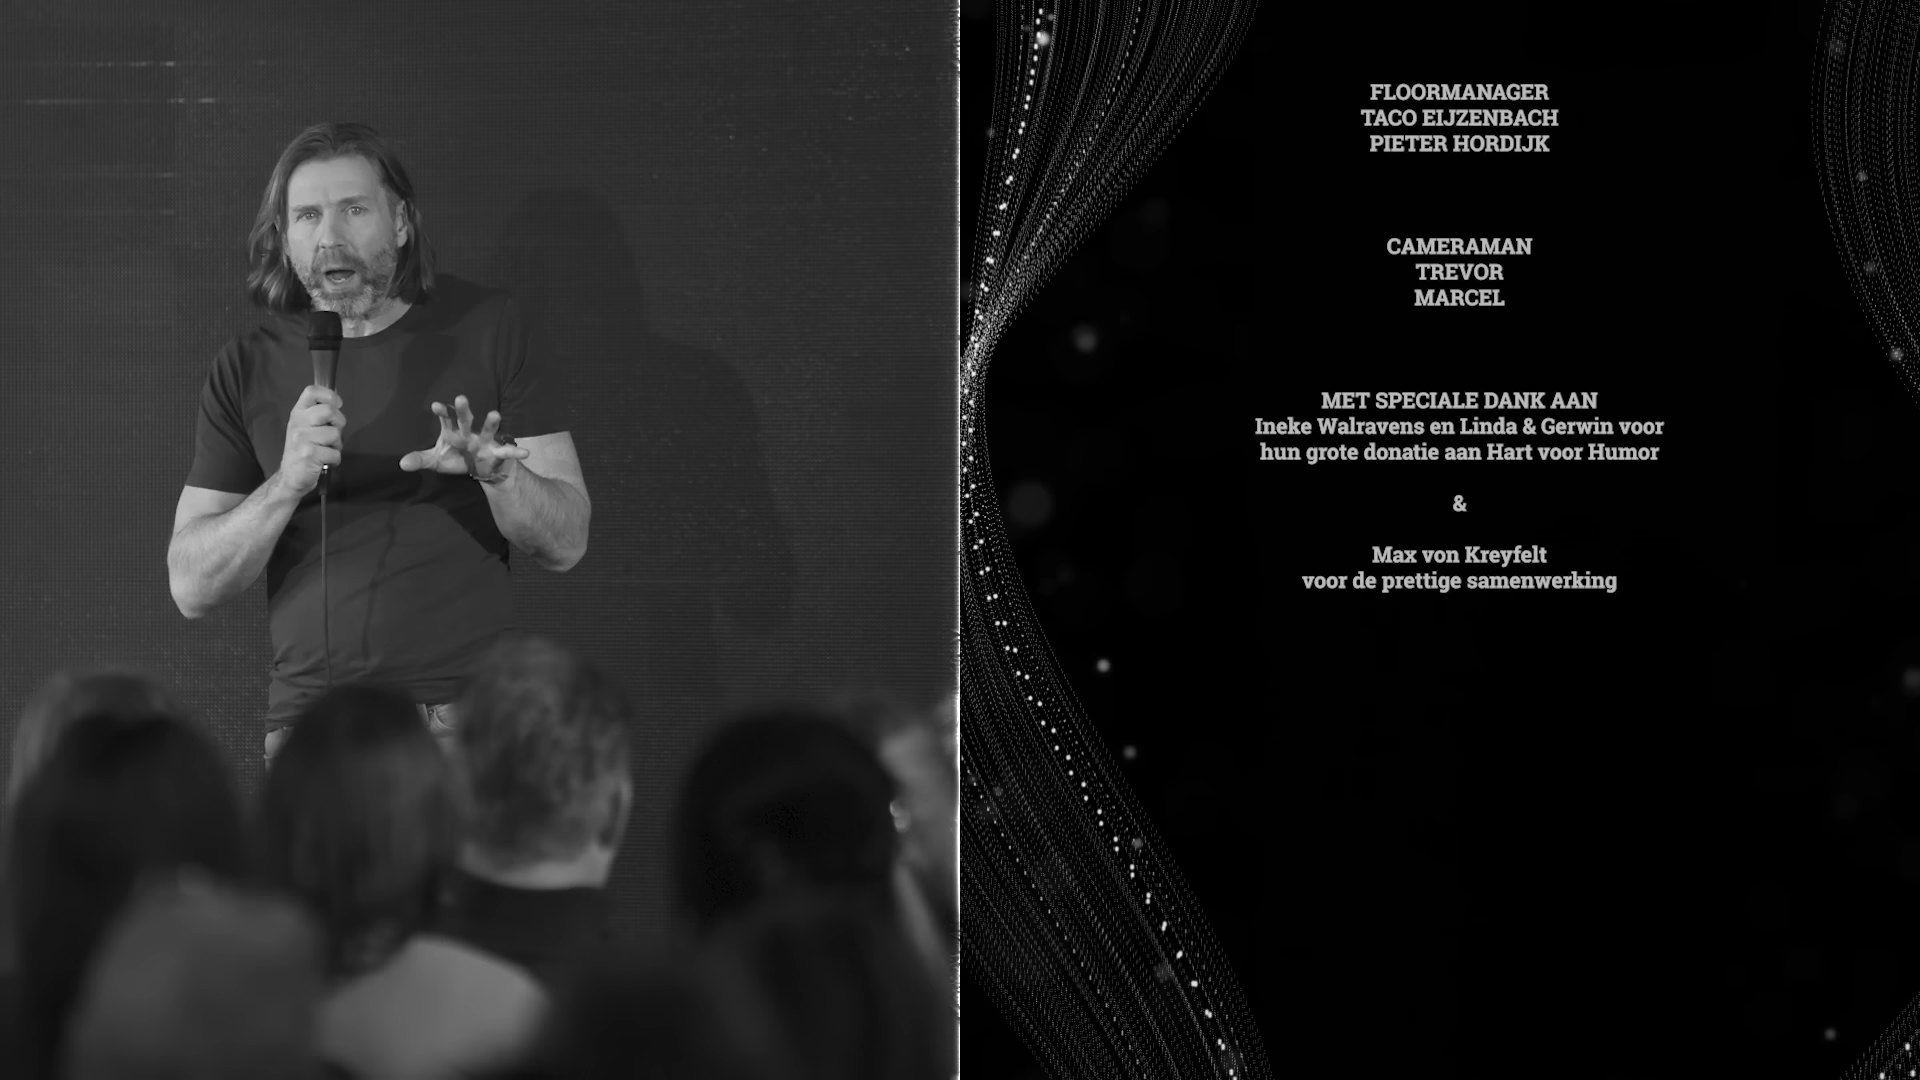 FLOORMANAGER
TACO EIJZENBACH
PIETER HORDIJK
CAMERAMAN
TREVOR
MARCEL
MET SPECIALE DANK AAN
Ineke Walravens en Linda & Gerwin voor
hun grote donatie aan Hart voor Humor
&
Max von Kreyfelt
voor de prettige samenwerking